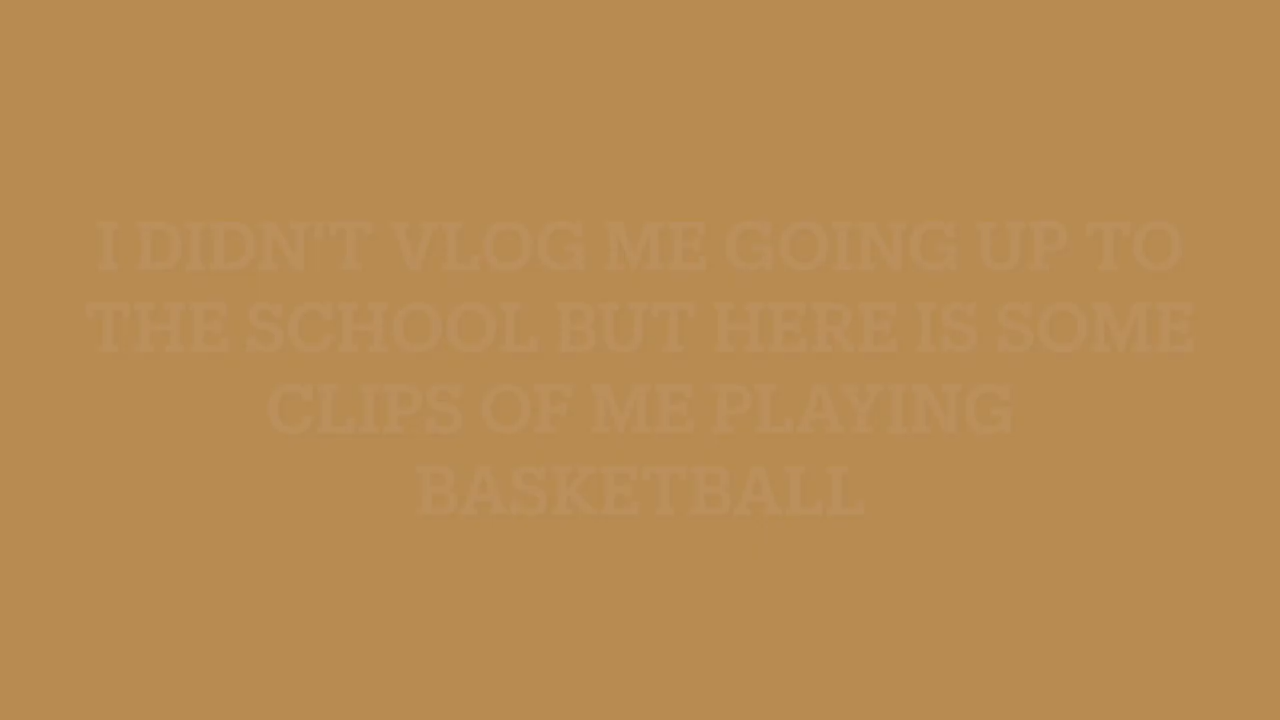 I DIDN'T VLOG ME GOING UP TO
THE SCHOOL BUT HERE IS SOME
CLIPS OF ME PLAYING
BASKETBALL